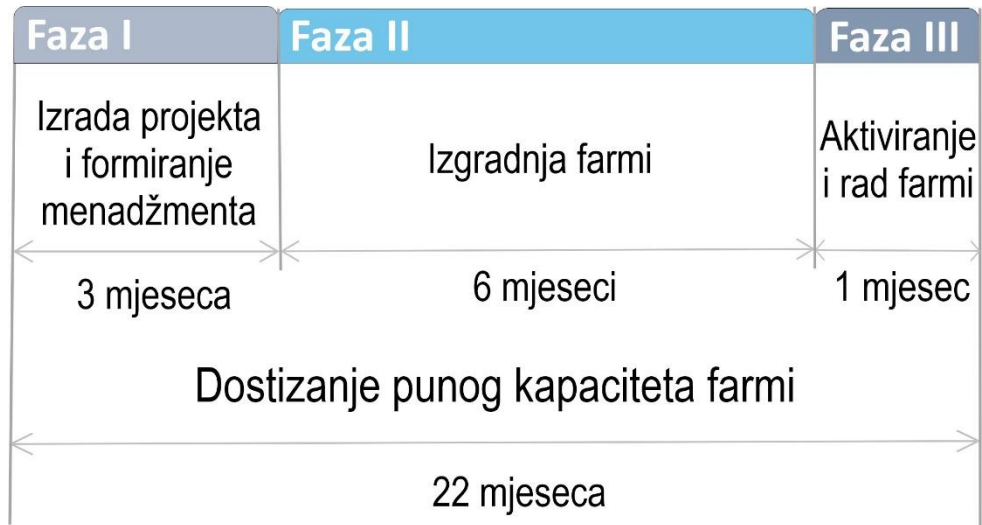 Faza I
Faza II
Faza III
Izrada projekta
i formiranje
menadžmenta
Izgradnja farmi
Aktiviranje
i rad farmi
3 mjeseca
6 mjeseci
1 mjesec
Dostizanje punog kapaciteta farmi
22 mjeseca